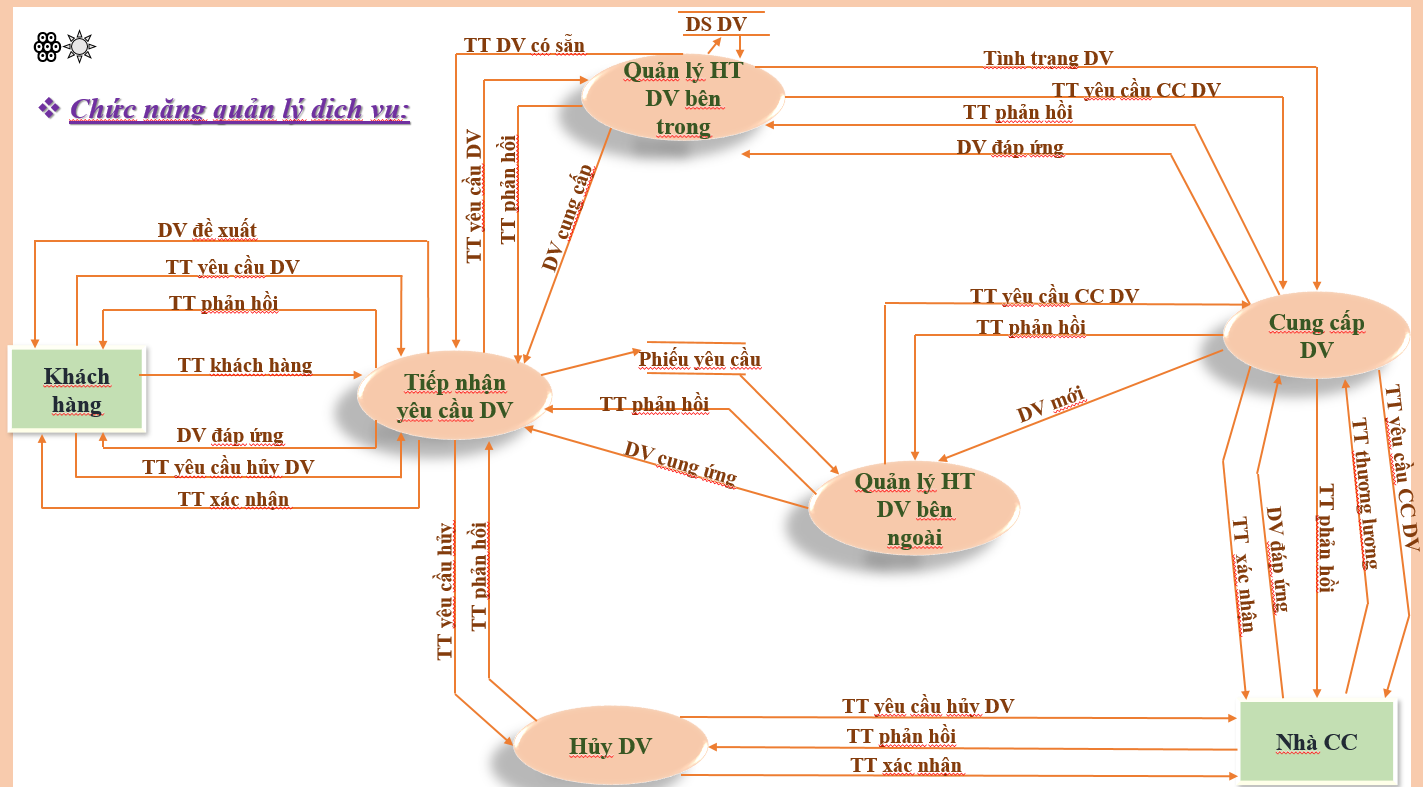 DS DV
TT DV có sẵn
Quản lý HT
DV bên
trong
Tình trạng DV
TT yêu cầu CC DV
TT phản hồi
DV đáp ứng
Chức năng quản lý dịch vụ:
TT yêu cầu DV
TT phản hồi
DV cung cấp
DV đề xuất
TT yêu cầu DV
TT phản hồi
Khách
hàng
TT khách hàng
Tiếp nhận
yêu cầu DV
DV đáp ứng
TT yêu cầu hủy DV
TT xác nhận
Phiếu yêu cầu
TT phản hồi
DV cung ứng
TT yêu cầu CC DV
TT phản hồi
Cung cấp
DV
DV mới
Quản lý HT
DV bên
ngoài
TT yêu cầu hủy
TT phản hồi
TT xác nhận
DV đáp ứng
TT phản hồi
TT thương lượng
TT yêu cầu CC DV
Hủy DV
TT yêu cầu hủy DV
TT phản hồi
TT xác nhận
Nhà CC